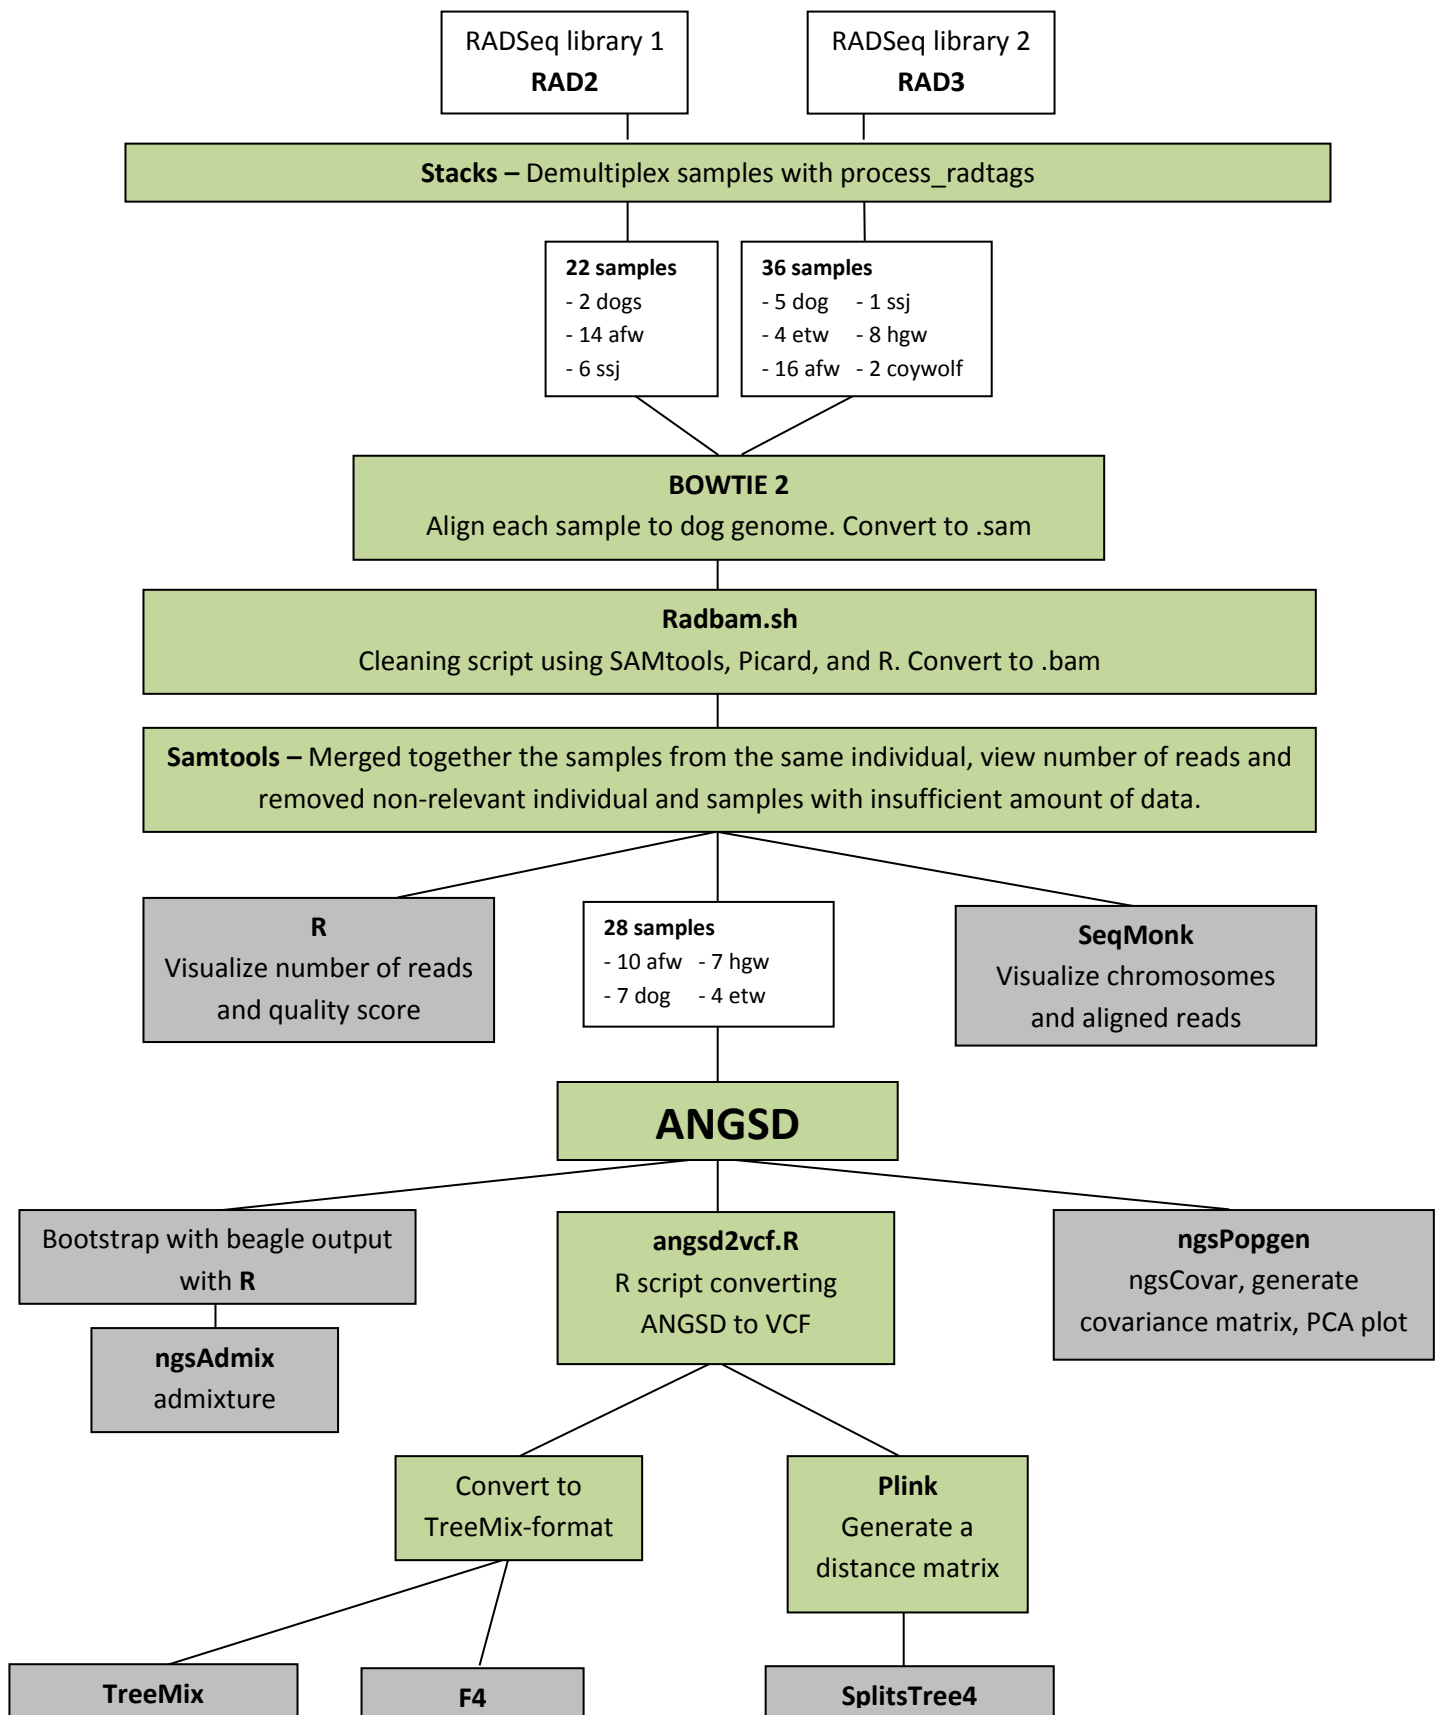 RADSeq library 1
RAD2
RADSeq library 2
RAD3
Stacks – Demultiplex samples with process_radtags
22 samples
- 2 dogs
- 14 afw
- 6 ssj
36 samples
- 5 dog - 1 ssj
- 4 etw - 8 hgw
- 16 afw - 2 coywolf
BOWTIE 2
Align each sample to dog genome. Convert to .sam
Radbam.sh
Cleaning script using SAMtools, Picard, and R. Convert to .bam
Samtools – Merged together the samples from the same individual, view number of reads and
removed non-relevant individual and samples with insufficient amount of data.
R
Visualize number of reads
and quality score
28 samples
- 10 afw - 7 hgw
- 7 dog - 4 etw
SeqMonk
Visualize chromosomes
and aligned reads
ANGSD
Bootstrap with beagle output
with R
ngsAdmix
admixture
angsd2vcf.R
R script converting
ANGSD to VCF
ngsPopgen
ngsCovar, generate
covariance matrix, PCA plot
Convert to
TreeMix-format
Plink
Generate a
distance matrix
TreeMix
F4
SplitsTree4